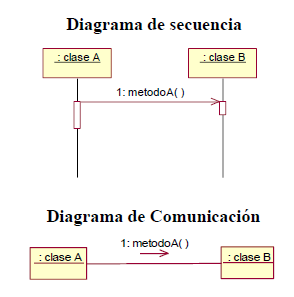 Diagrama de secuencia
: clase A
: clase B
1: metodoA( )
Diagrama de Comunicación
1: metodoA( )
: clase A
: clase B